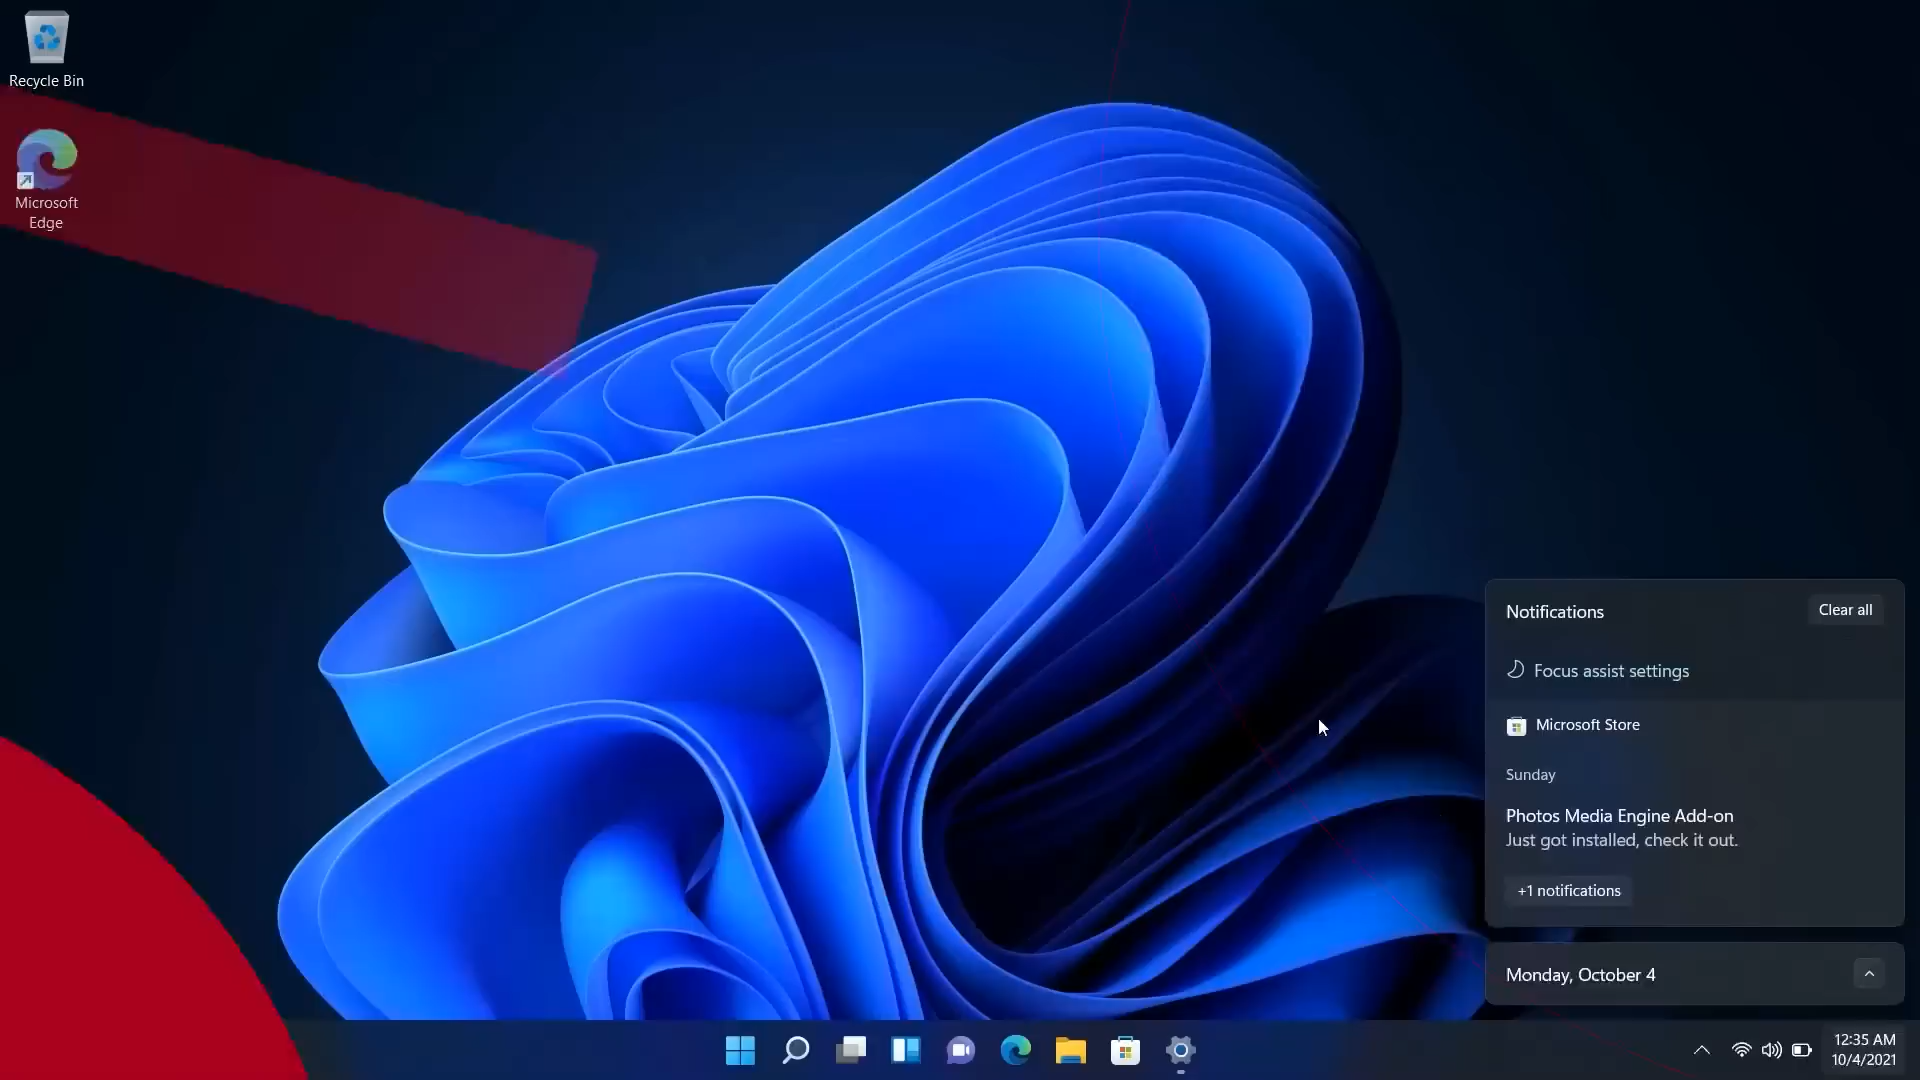 Recycle Bin
Microsoft
Edge
Notifications
Clear all
Focus assist settings
Microsoft Store
Sunday
Photos Media Engine Add-on
Just got installed, check it out.
+1 notifications
Monday, October 4
12:35 AM
10/4/2021